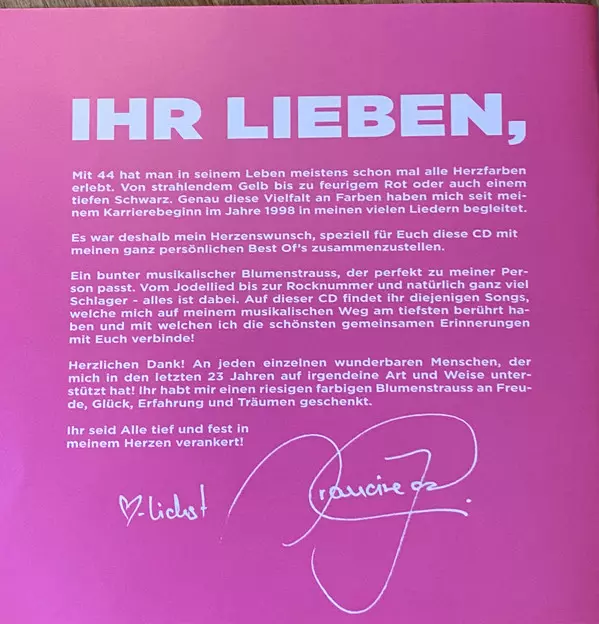 IHR LIEBEN,
Mit 44 hat man in seinem Leben meistens schon mal alle Herzfarben
erlebt. Von strahlendem Gelb bis zu feurigem Rot oder auch einem
tiefen Schwarz. Genau diese Vielfalt an Farben haben mich seit mei-
nem Karrierebeginn im Jahre 1998 in meinen vielen Liedern begleitet.
Es war deshalb mein Herzenswunsch, speziell für Euch diese CD mit
meinen ganz persönlichen Best Of's zusammenzustellen.
Ein bunter musikalischer Blumenstrauss, der perfekt zu meiner Per-
son passt. Vom Jodellied bis zur Rocknummer und natürlich ganz viel
Schlager - alles ist dabei. Auf dieser CD findet ihr diejenigen Songs,
welche mich auf meinem musikalischen Weg am tiefsten berührt ha-
ben und mit welchen ich die schönsten gemeinsamen Erinnerungen
mit Euch verbinde!
Herzlichen Dank! An jeden einzelnen wunderbaren Menschen, der
mich in den letzten 23 Jahren auf irgendeine Art und Weise unter-
stützt hat! Ihr habt mir einen riesigen farbigen Blumenstrauss an Freu-
de, Glück, Erfahrung und Träumen geschenkt.
Ihr seid Alle tief und fest in
meinem Herzen verankert!
♡-lichst